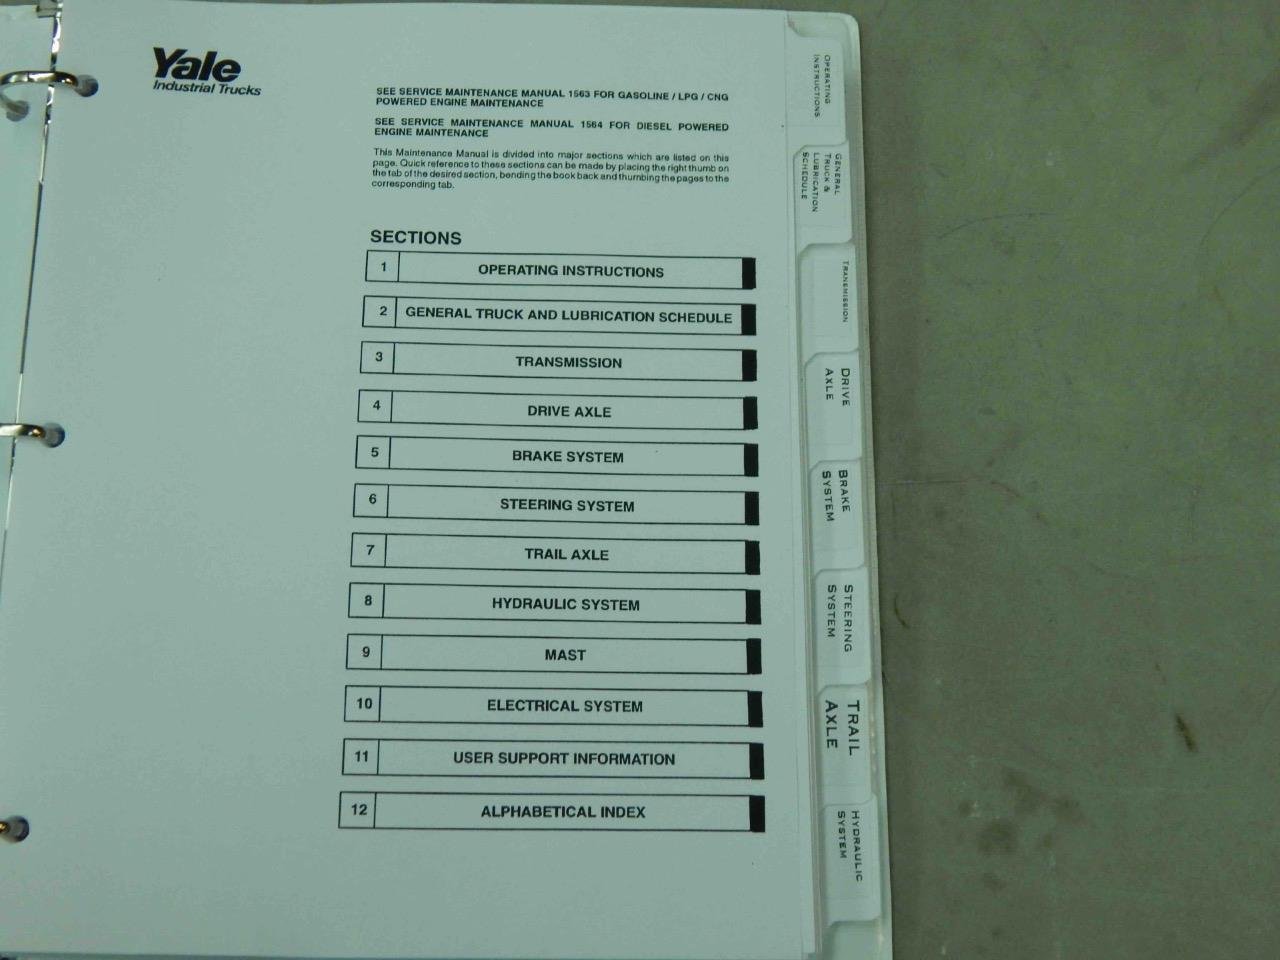 Yale
Industrial Trucks
SEE SERVICE MAINTENANCE MANUAL 1563 FOR GASOLINE / LPG / CNG
POWERED ENGINE MAINTENANCE
SEE SERVICE MAINTENANCE MANUAL 1564 FOR DIESEL POWERED
ENGINE MAINTENANCE
This Maintenance Manual is divided into major sections which are listed on this
page. Quick reference to these sections can be made by placing the right thumb on
the tab of the desired section, bending the book back and thumbing the pages to the
corresponding tab.
SECTIONS
1 OPERATING INSTRUCTIONS
2 GENERAL TRUCK AND LUBRICATION SCHEDULE
3 TRANSMISSION
4 DRIVE AXLE
5 BRAKE SYSTEM
6 STEERING SYSTEM
7 TRAIL AXLE
8 HYDRAULIC SYSTEM
9 MAST
10 ELECTRICAL SYSTEM
11 USER SUPPORT INFORMATION
12 ALPHABETICAL INDEX
OPERATING
INSTRUCTIONS
GENERAL
TRUCK &
LUBRICATION
SCHEDULE
TRANSMISSION
DRIVE
AXLE
BRAKE
SYSTEM
STEERING
SYSTEM
TRAIL
AXLE
HYDRAULIC
SYSTEM